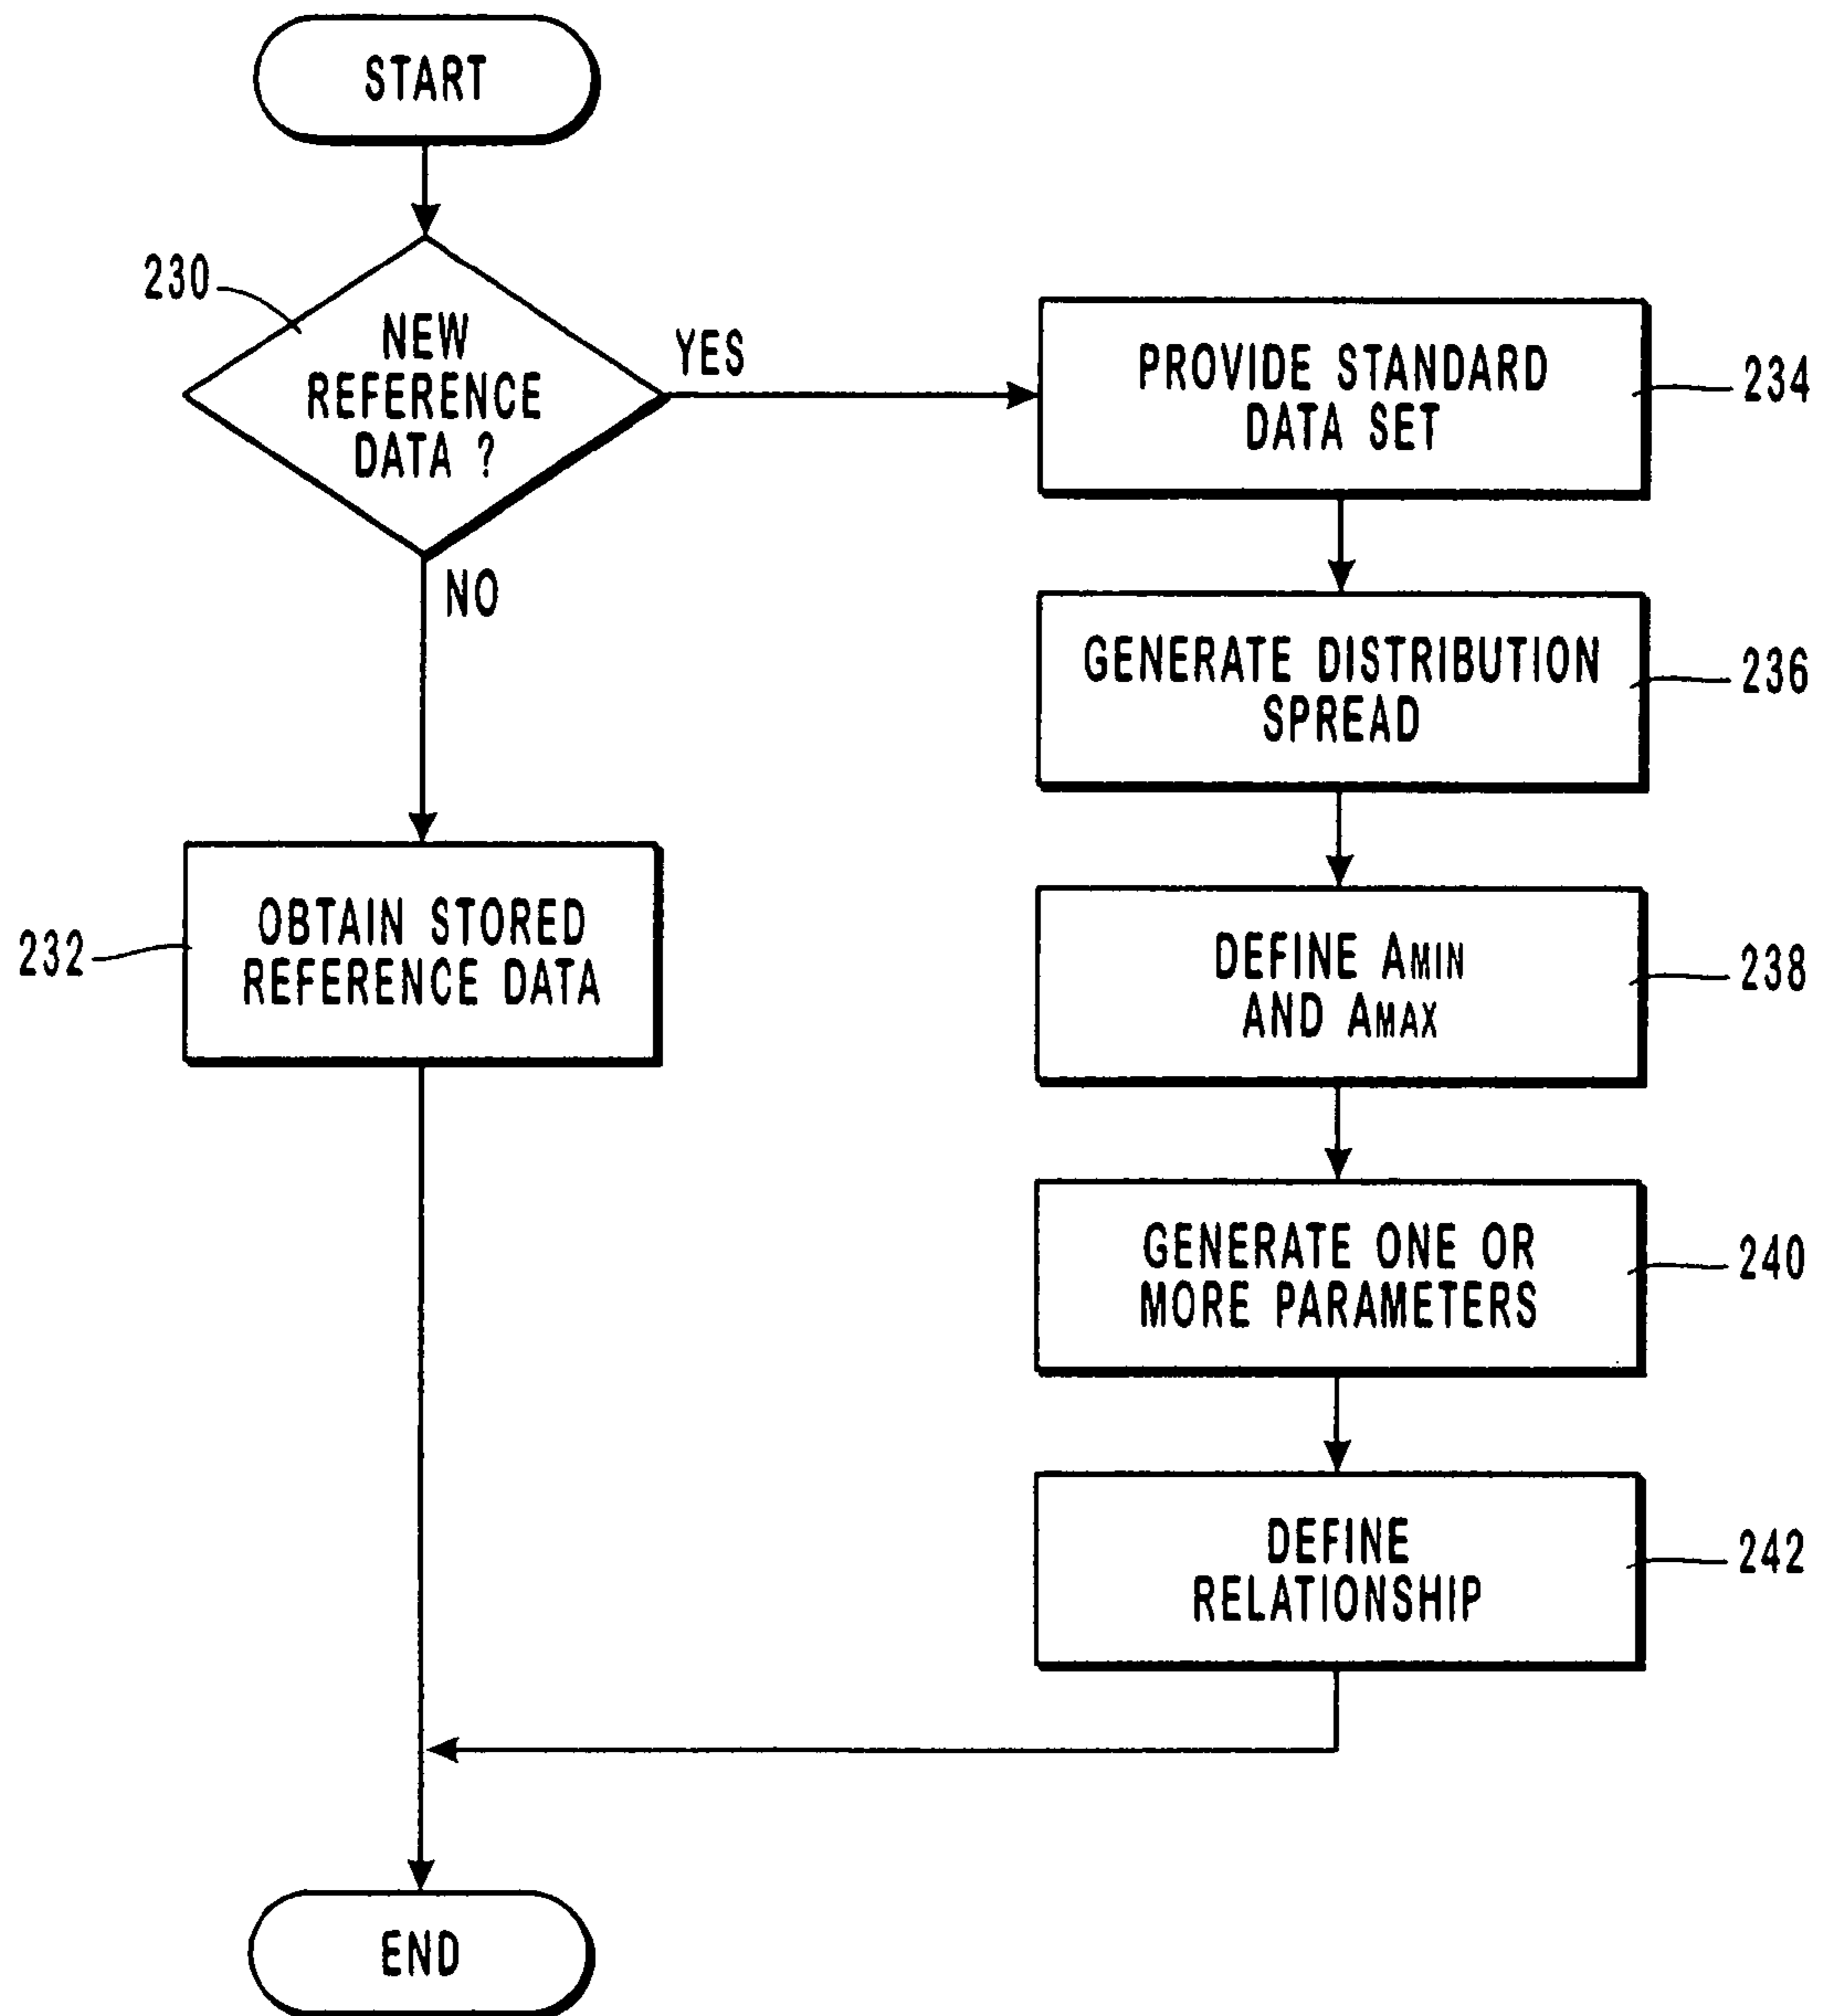 START
230
NEW
REFERENCE
DATA ?
YES
NO
PROVIDE STANDARD
DATA SET
234
GENERATE DISTRIBUTION
SPREAD
236
232
OBTAIN STORED
REFERENCE DATA
DEFINE AMIN
AND AMAX
238
GENERATE ONE OR
MORE PARAMETERS
240
DEFINE
RELATIONSHIP
242
END